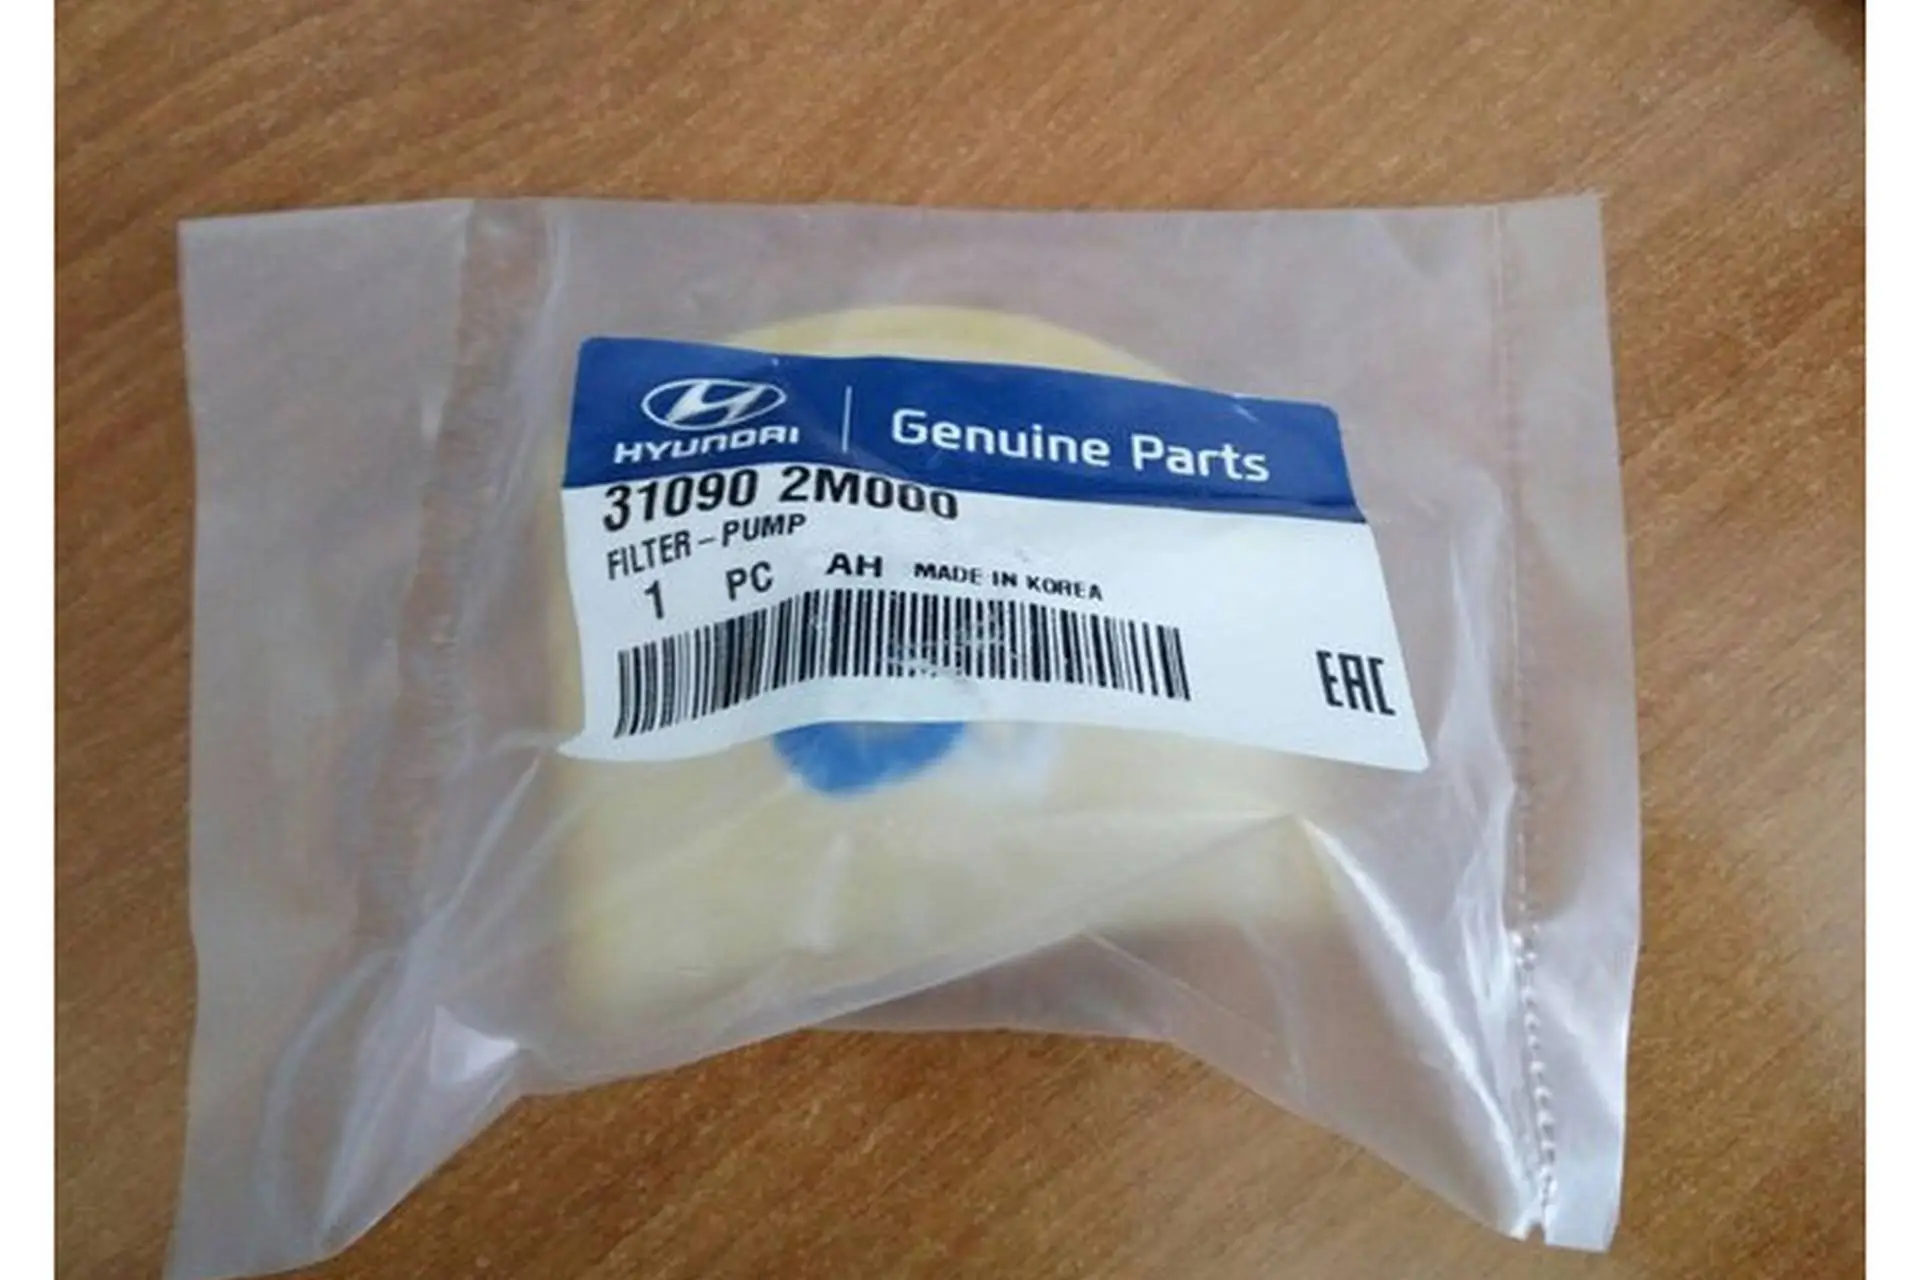 HYUNDAI | Genuine Parts
31090 2M000
FILTER-PUMP
1 PC AH MADE IN KOREA
EAC